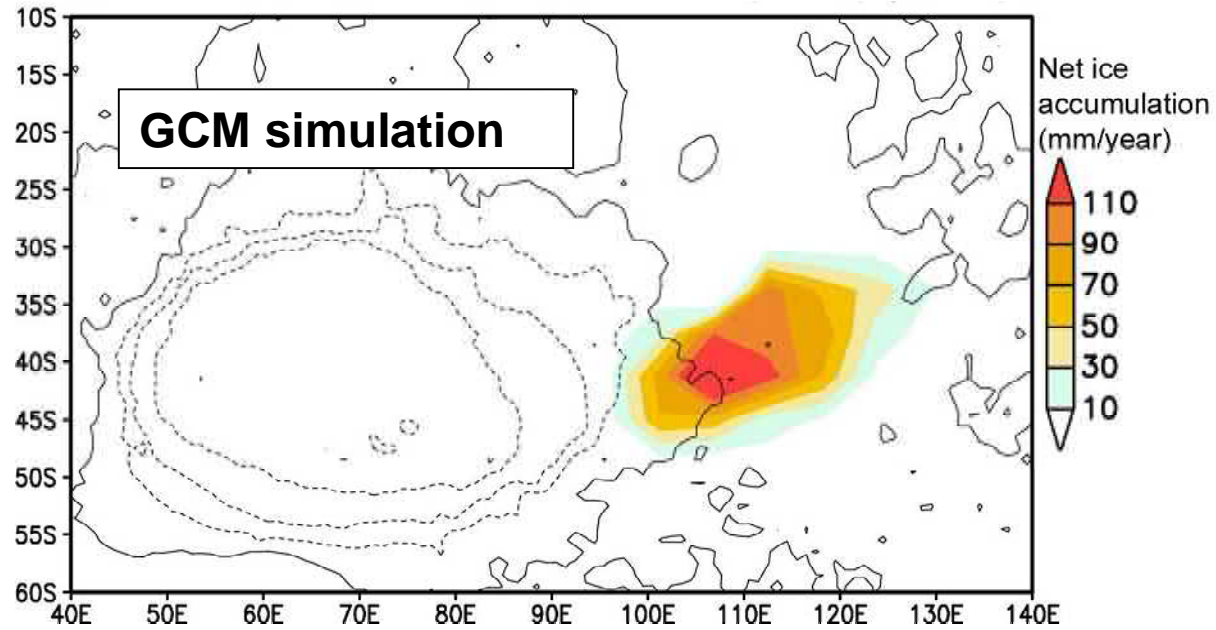 10S
15S
20S
25S
30S
35S
40S
45S
50S
55S
60S
GCM simulation
40E 50E 60E 70E 80E 90E 100E 110E 120E 130E 140E
Net ice
accumulation
(mm/year)
110
90
70
50
30
10